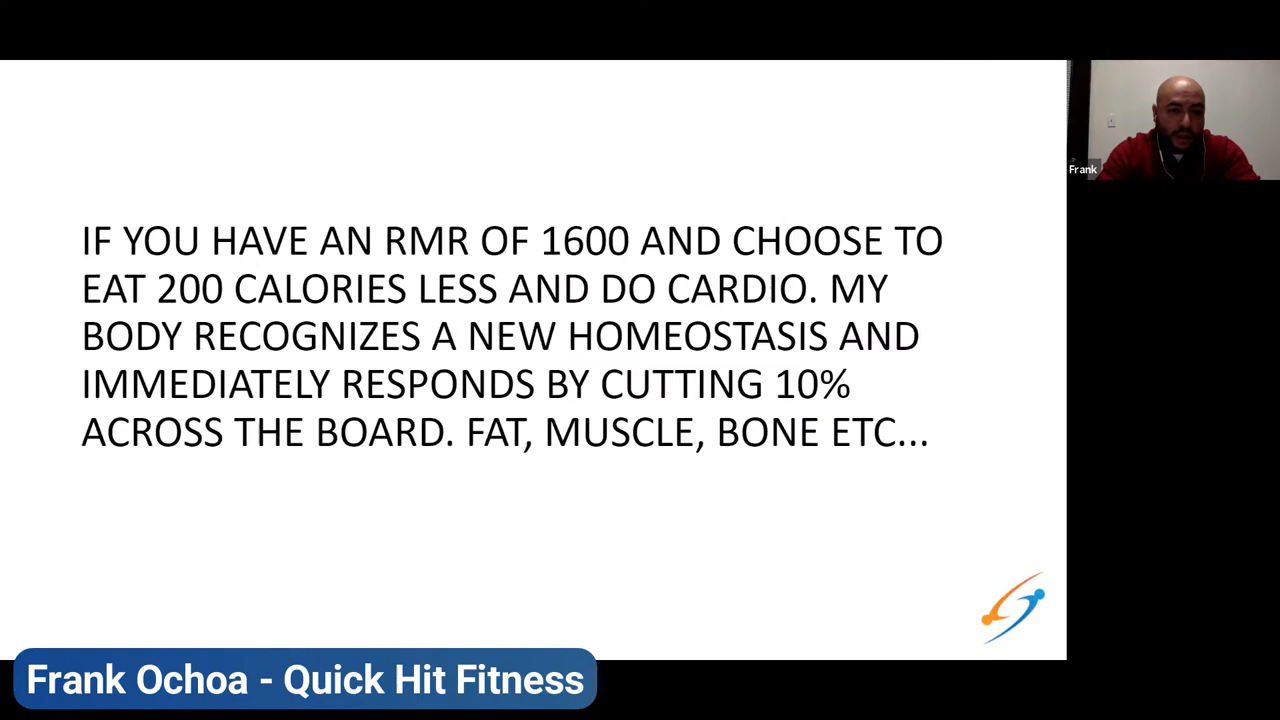 IF YOU HAVE AN RMR OF 1600 AND CHOOSE TO
EAT 200 CALORIES LESS AND DO CARDIO. MY
BODY RECOGNIZES A NEW HOMEOSTASIS AND
IMMEDIATELY RESPONDS BY CUTTING 10%
ACROSS THE BOARD. FAT, MUSCLE, BONE ETC...
Frank
Frank Ochoa - Quick Hit Fitness